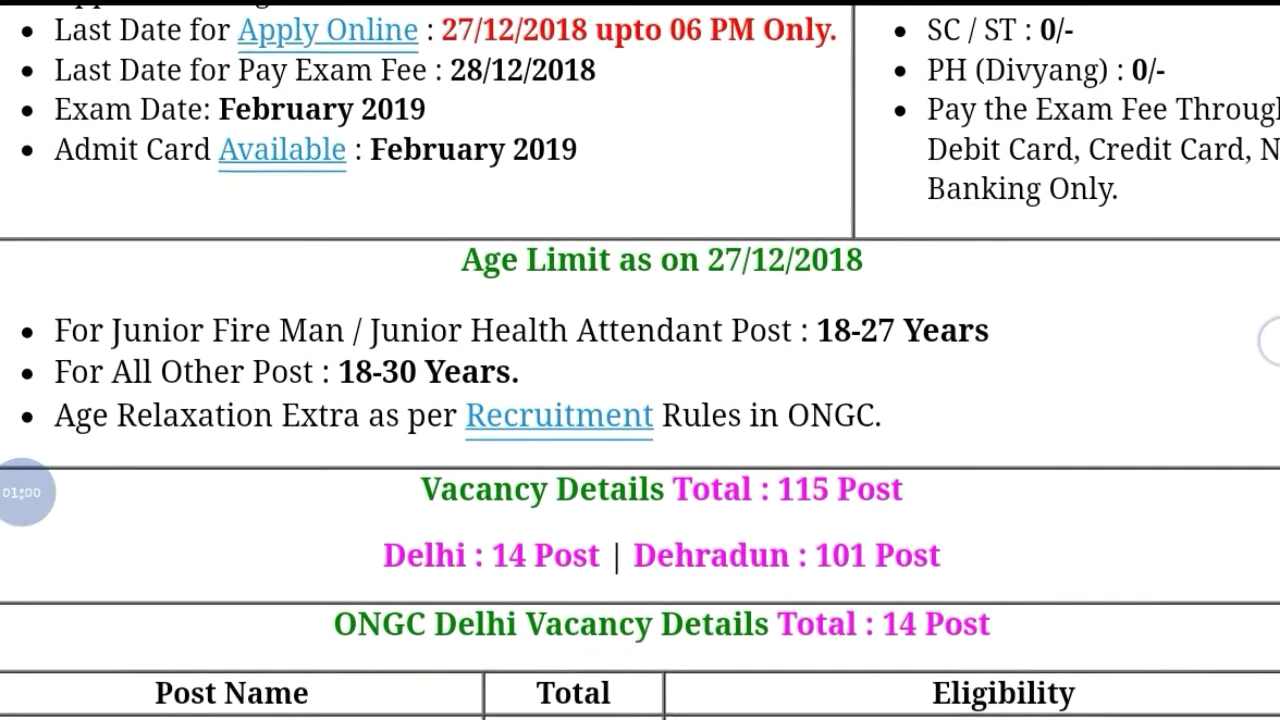 Last Date for Apply Online : 27/12/2018 upto 06 PM Only.
Last Date for Pay Exam Fee : 28/12/2018
Exam Date: February 2019
Admit Card Available : February 2019
SC / ST : 0/-
PH (Divyang) : 0/-
Pay the Exam Fee Through
Debit Card, Credit Card, N
Banking Only.
Age Limit as on 27/12/2018
For Junior Fire Man / Junior Health Attendant Post : 18-27 Years
For All Other Post : 18-30 Years.
Age Relaxation Extra as per Recruitment Rules in ONGC.
01:00
Vacancy Details Total : 115 Post
Delhi : 14 Post | Dehradun : 101 Post
ONGC Delhi Vacancy Details Total : 14 Post
Post Name Total Eligibility